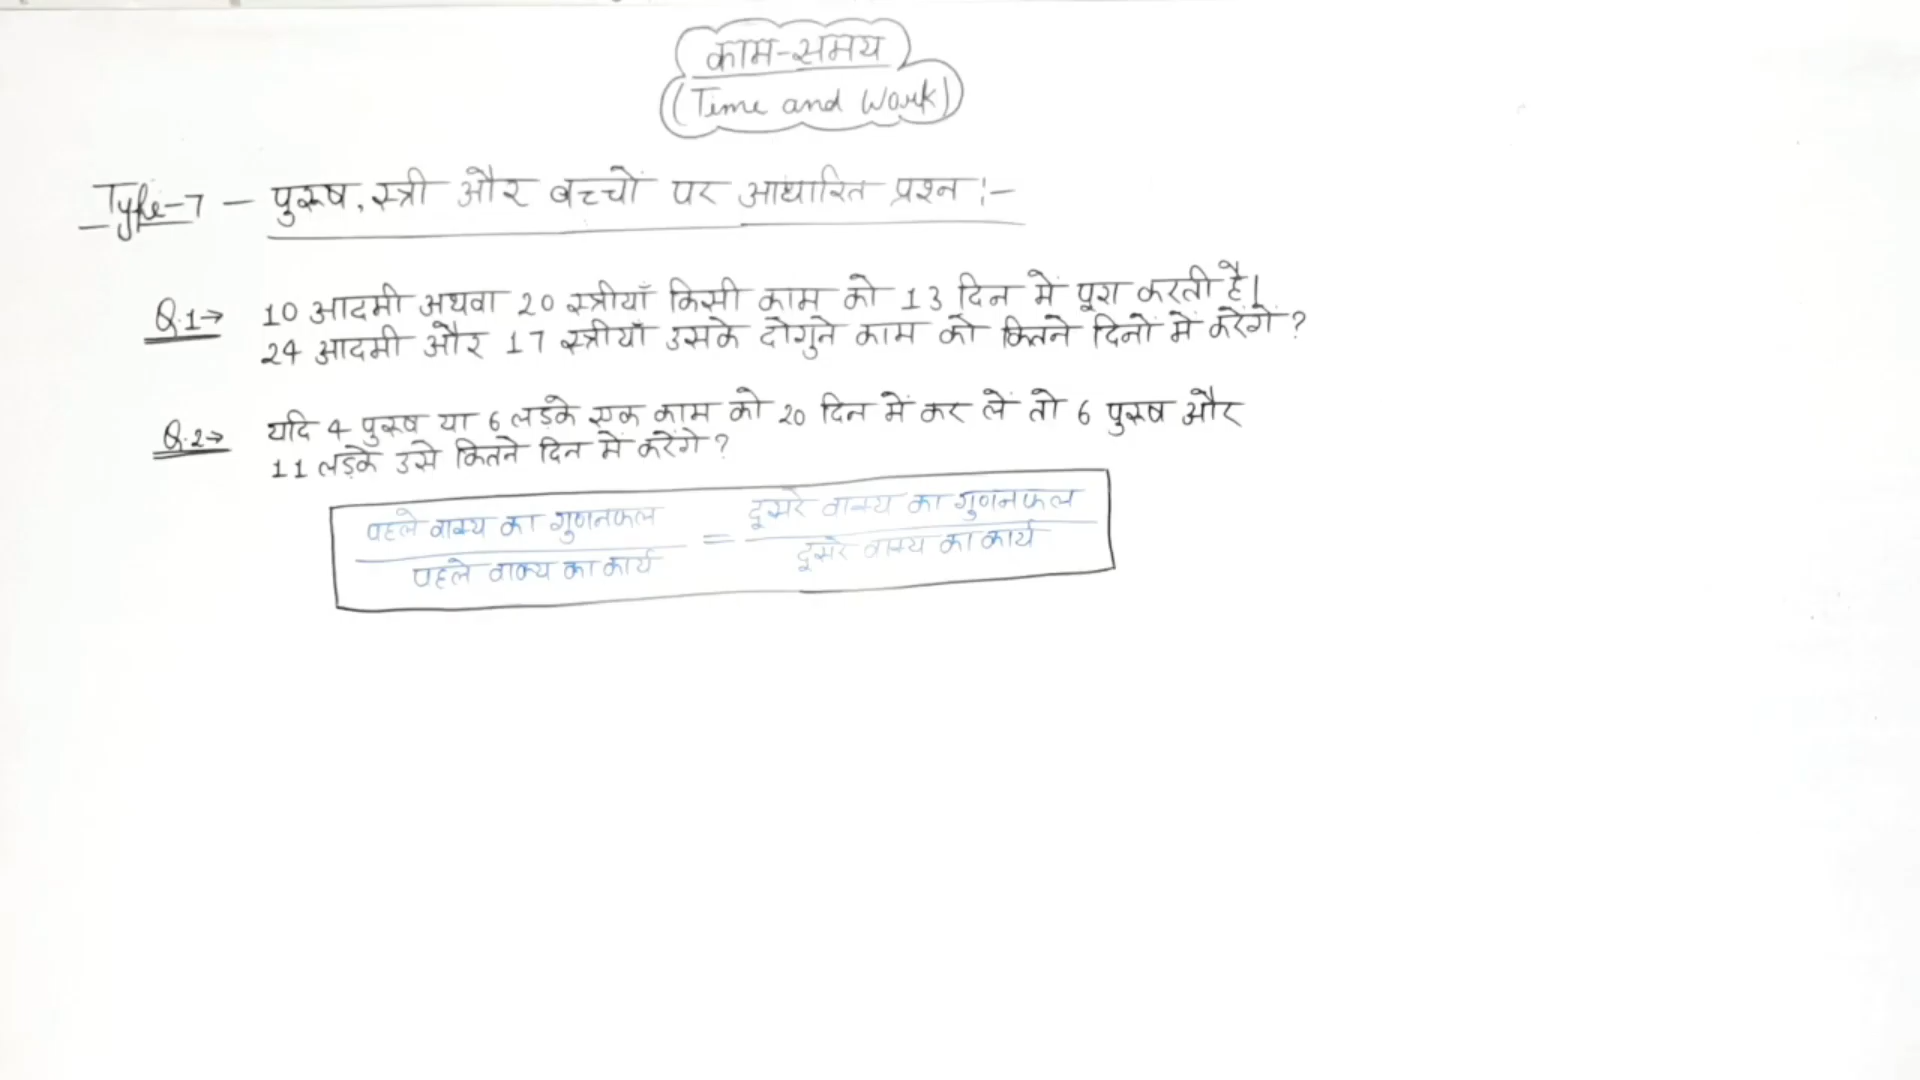 काम-समय
(Time and Work)
Type-7 - पुरूष, स्त्री और बच्चों पर आधारित प्रश्न :-
Q.1→ 10 आदमी अथवा 20 स्त्रीयाँ किसी काम को 13 दिन में पूरा करती है।
24 आदमी और 17 स्त्रीयाँ उसके दोगुने काम को कितने दिनों में करेंगे ?
Q.2→ यदि 4 पुरूष या 6 लड़के एक काम को 20 दिन में कर लें तो 6 पुरूष और
11 लड़के उसे कितने दिन में करेंगे ?
पहले वाक्य का गुणनफल = दूसरे वाक्य का गुणनफल
पहले वाक्य का कार्य दूसरे वाक्य का कार्य